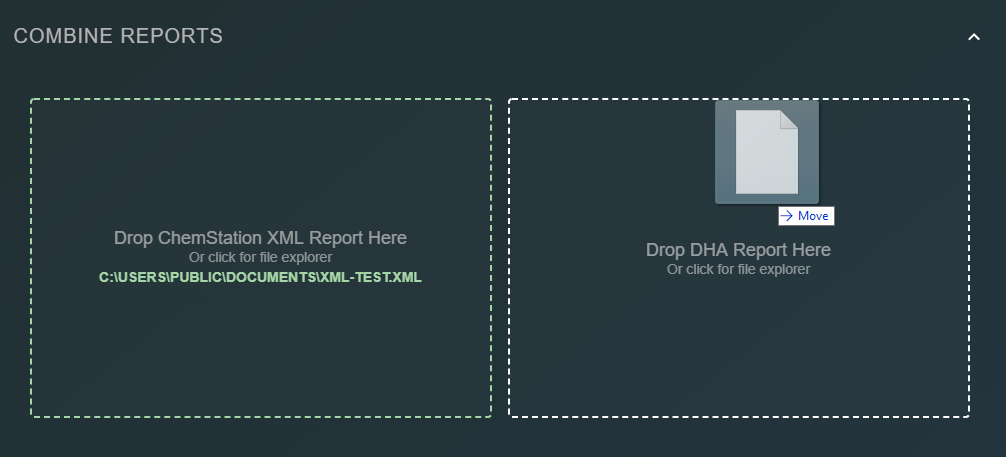 COMBINE REPORTS
Drop ChemStation XML Report Here
Or click for file explorer
C:\USERS\PUBLIC\DOCUMENTS\XML-TEST.XML
Move
Drop DHA Report Here
Or click for file explorer